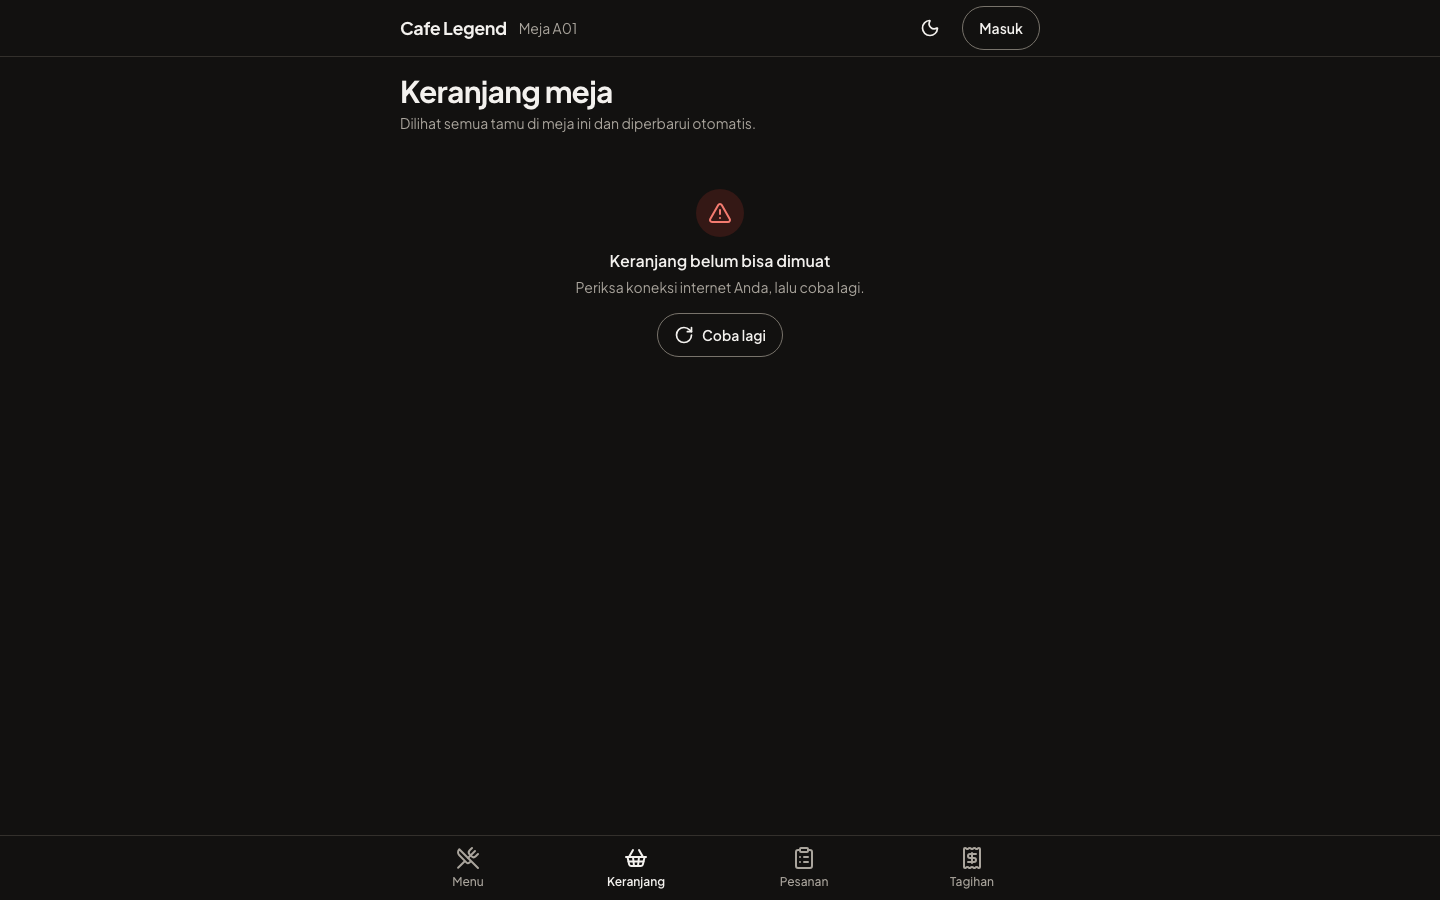 Cafe Legend Meja A01
Masuk
Keranjang meja
Dilihat semua tamu di meja ini dan diperbarui otomatis.
Keranjang belum bisa dimuat
Periksa koneksi internet Anda, lalu coba lagi.
Coba lagi
Menu
Keranjang
Pesanan
Tagihan